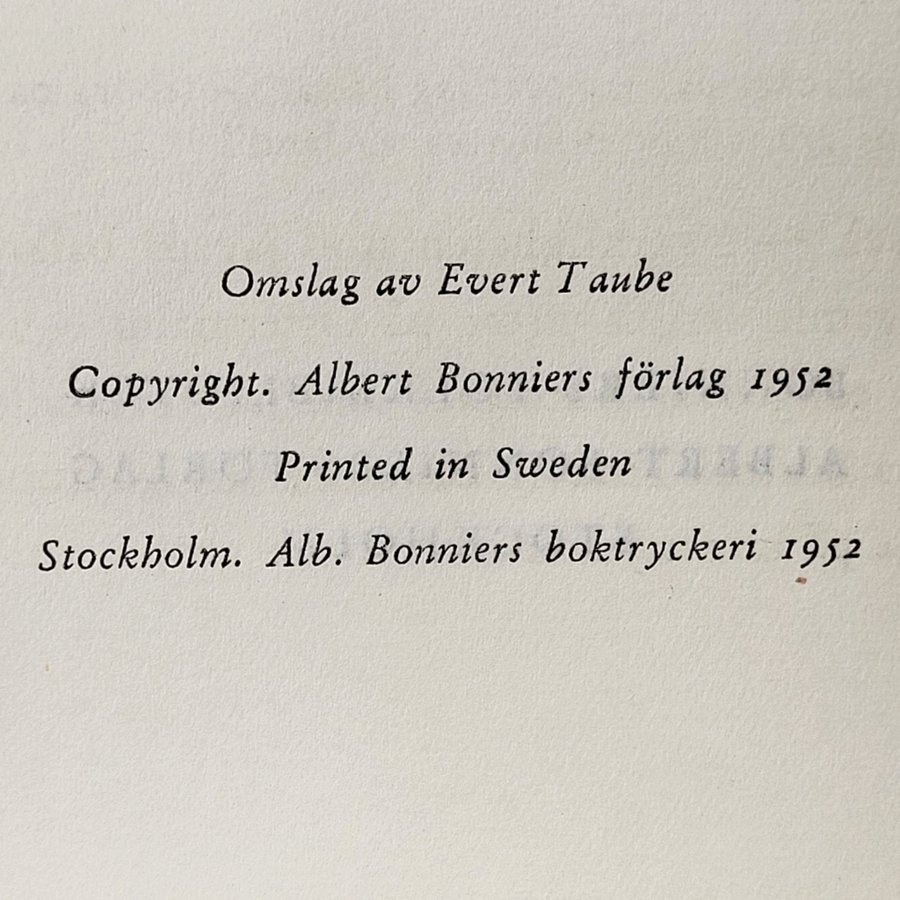 Omslag av Evert Taube
Copyright. Albert Bonniers förlag 1952
Printed in Sweden
Stockholm. Alb. Bonniers boktryckeri 1952